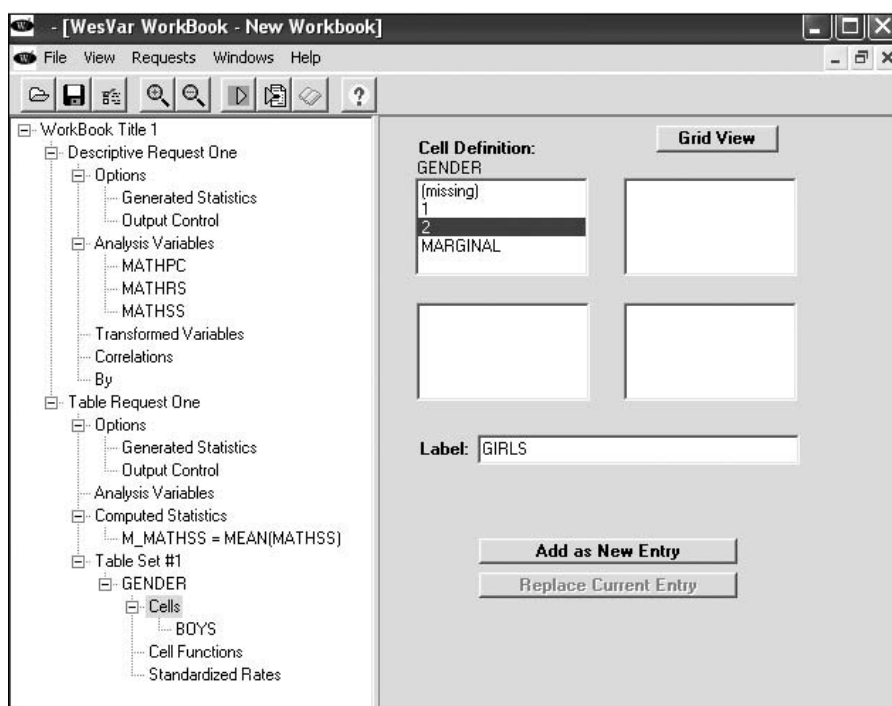 - [WesVar WorkBook - New Workbook]
File View Requests Windows Help
?
WorkBook Title 1
Descriptive Request One
Options
Generated Statistics
Output Control
Analysis Variables
MATHPC
MATHRS
MATHSS
Transformed Variables
Correlations
By
Table Request One
Options
Generated Statistics
Output Control
Analysis Variables
Computed Statistics
M_MATHSS = MEAN(MATHSS)
Table Set #1
GENDER
Cells
BOYS
Cell Functions
Standardized Rates
Grid View
Cell Definition:
GENDER
(missing)
1
2
MARGINAL
Label: GIRLS
Add as New Entry
Replace Current Entry